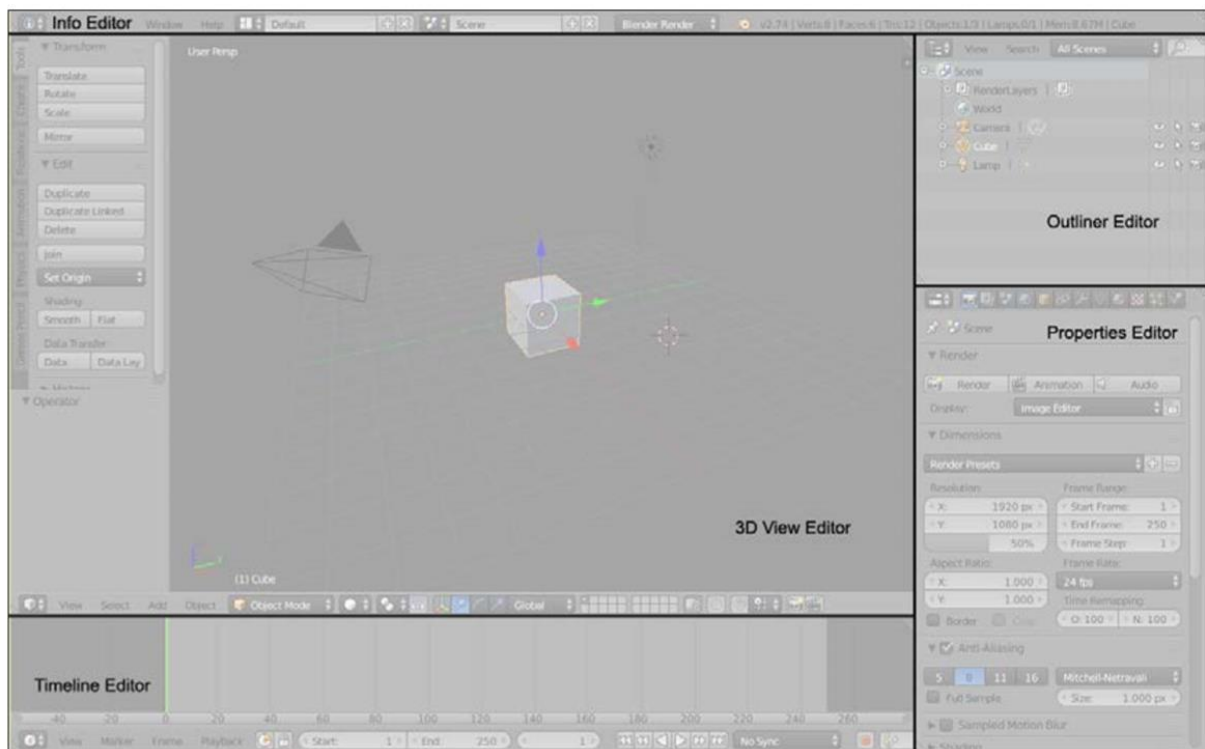 Info Editor Window Help Default Scene Blender Render v2.74 | Verts:8 | Faces:6 | Tris:12 | Objects:1/3 | Lamps:0/1 | Mem:8.67M | Cube
Tools
Create
Animation
Physics
Grease Pencil
Transform
Translate
Rotate
Scale
Mirror
Edit
Duplicate
Duplicate Linked
Delete
Join
Set Origin
Shading:
Smooth Flat
Data Transfer:
Data Data Lay
Operator
User Persp
3D View Editor
(1) Cube
View Select Add Object Object Mode Global
View Search All Scenes
Scene
RenderLayers |
World
Camera |
Cube |
Lamp |
Outliner Editor
Scene
Properties Editor
Render
Render Animation Audio
Display: Image Editor
Dimensions
Render Presets
Resolution: Frame Range:
X: 1920 px Start Frame: 1
Y: 1080 px End Frame: 250
50% Frame Step: 1
Aspect Ratio: Frame Rate:
X: 1.000 24 fps
Y: 1.000 Time Remapping:
Border Crop O: 100 N: 100
Anti-Aliasing
5 8 11 16 Mitchell-Netravali
Full Sample Size: 1.000 px
Sampled Motion Blur
Shading
Timeline Editor
-40 -20 0 20 40 60 80 100 120 140 160 180 200 220 240 260
View Marker Frame Playback Start: 1 End: 250 1 No Sync